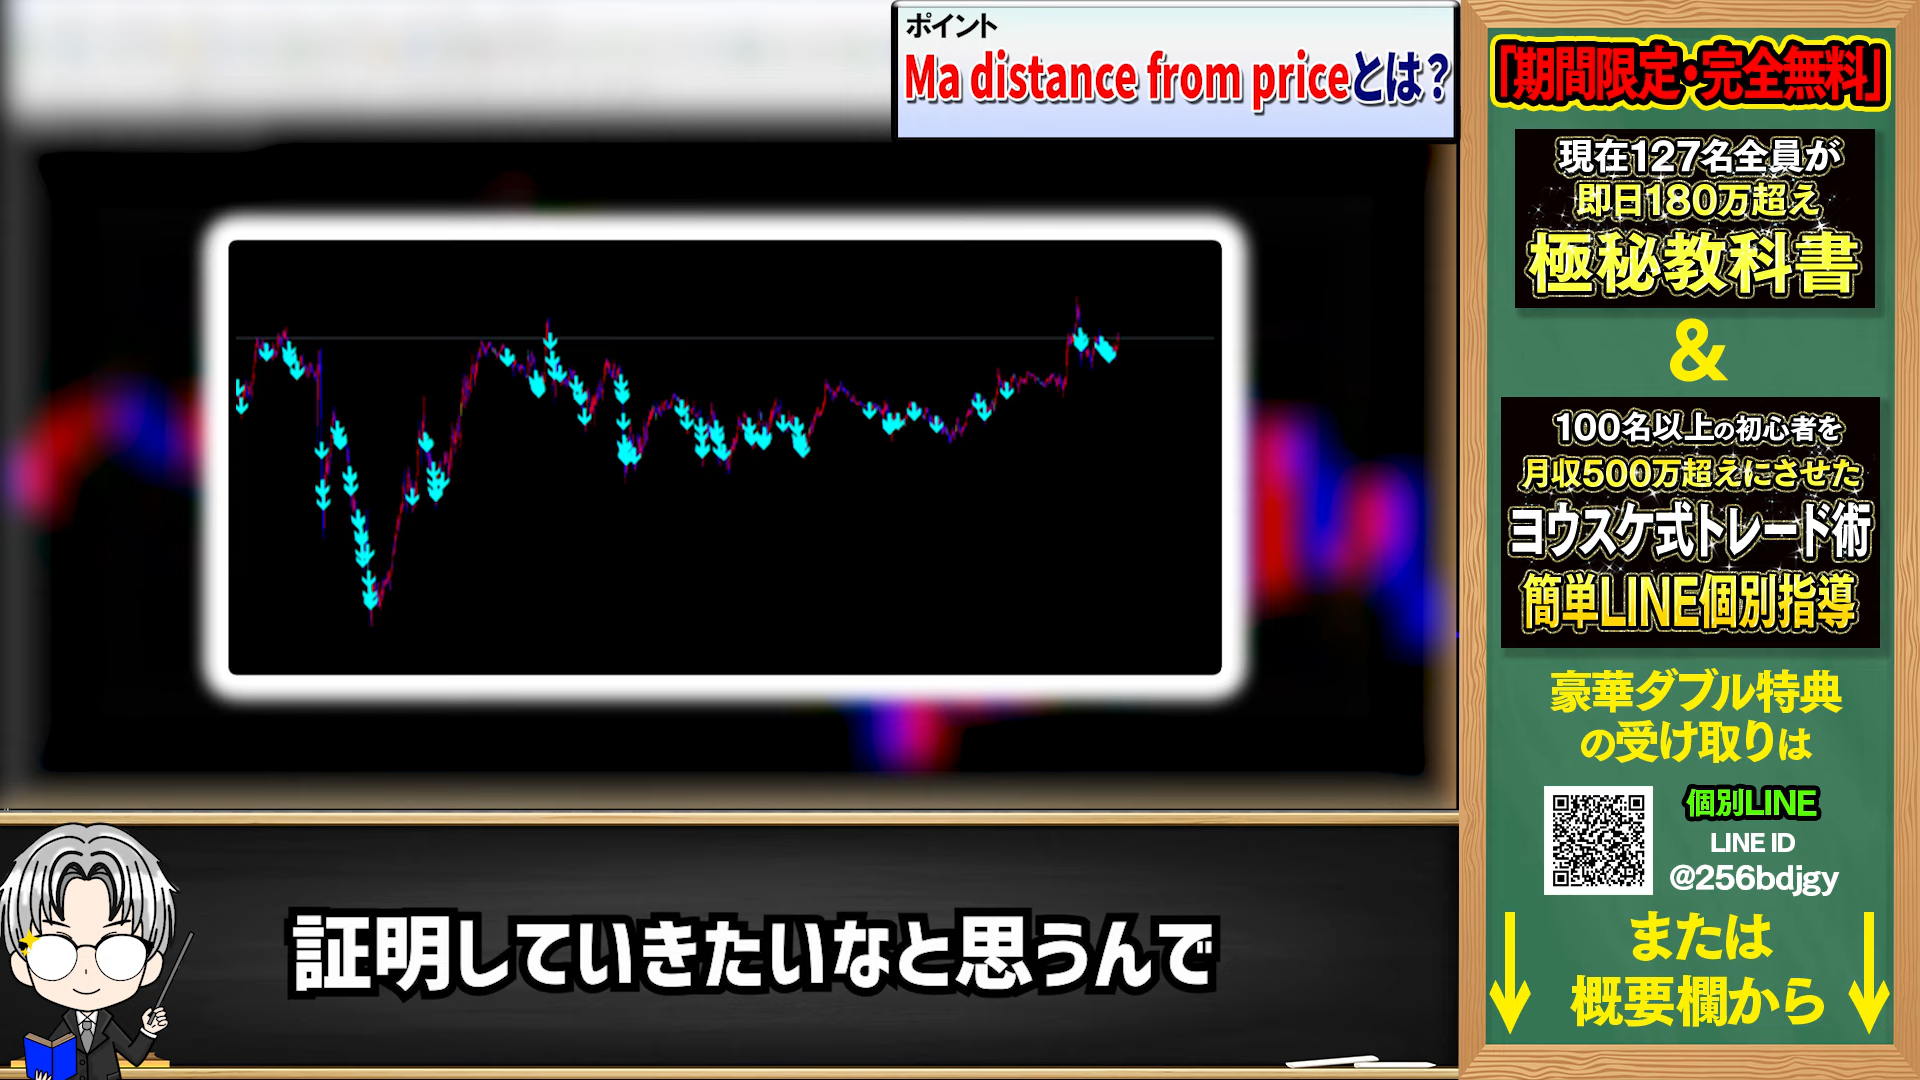 ポイント
Ma distance from priceとは?
「期間限定・完全無料」
現在127名全員が
即日180万超え
極秘教科書
&
100名以上の初心者を
月収500万超えにさせた
ヨウスケ式トレード術
簡単LINE個別指導
豪華ダブル特典
の受け取りは
個別LINE
LINE ID
@256bdjgy
または
概要欄から
証明していきたいなと思うんで